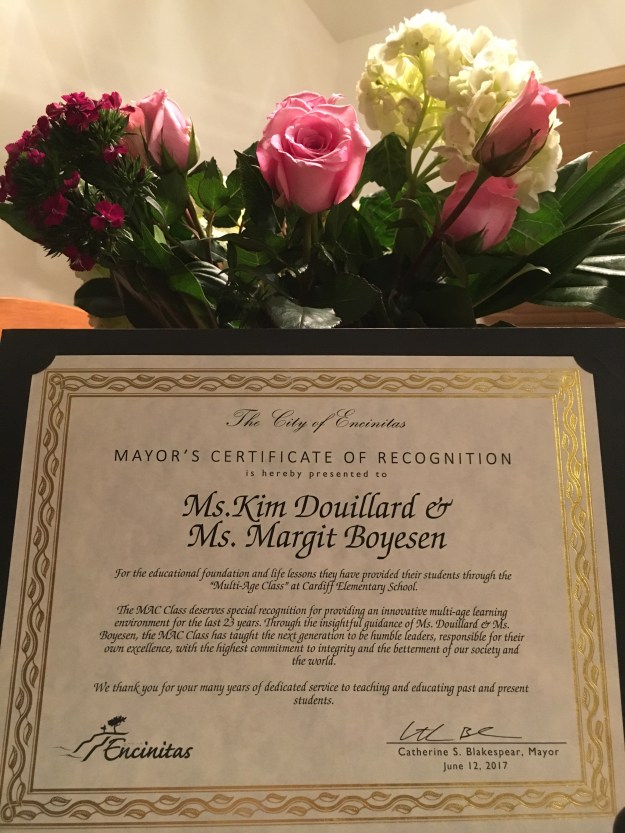 The City of Encinitas
MAYOR'S CERTIFICATE OF RECOGNITION
is hereby presented to
Ms.Kim Douillard &
Ms. Margit Boyesen
For the educational foundation and life lessons they have provided their students through the
"Multi-Age Class" at Cardiff Elementary School.
The MAC Class deserves special recognition for providing an innovative multi-age learning
environment for the last 23 years. Through the insightful guidance of Ms. Douillard & Ms.
Boyesen, the MAC Class has taught the next generation to be humble leaders, responsible for their
own excellence, with the highest commitment to integrity and the betterment of our society and
the world.
We thank you for your many years of dedicated service to teaching and educating past and present
students.
Encinitas
Catherine S. Blakespear, Mayor
June 12, 2017